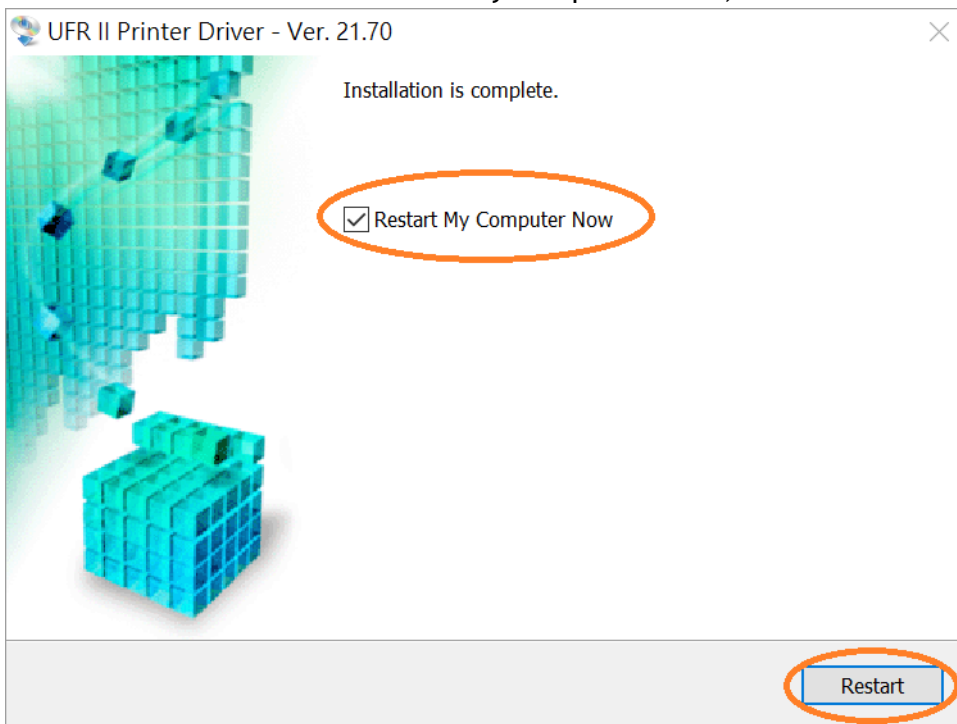 UFR II Printer Driver - Ver. 21.70
Installation is complete.
Restart My Computer Now
Restart